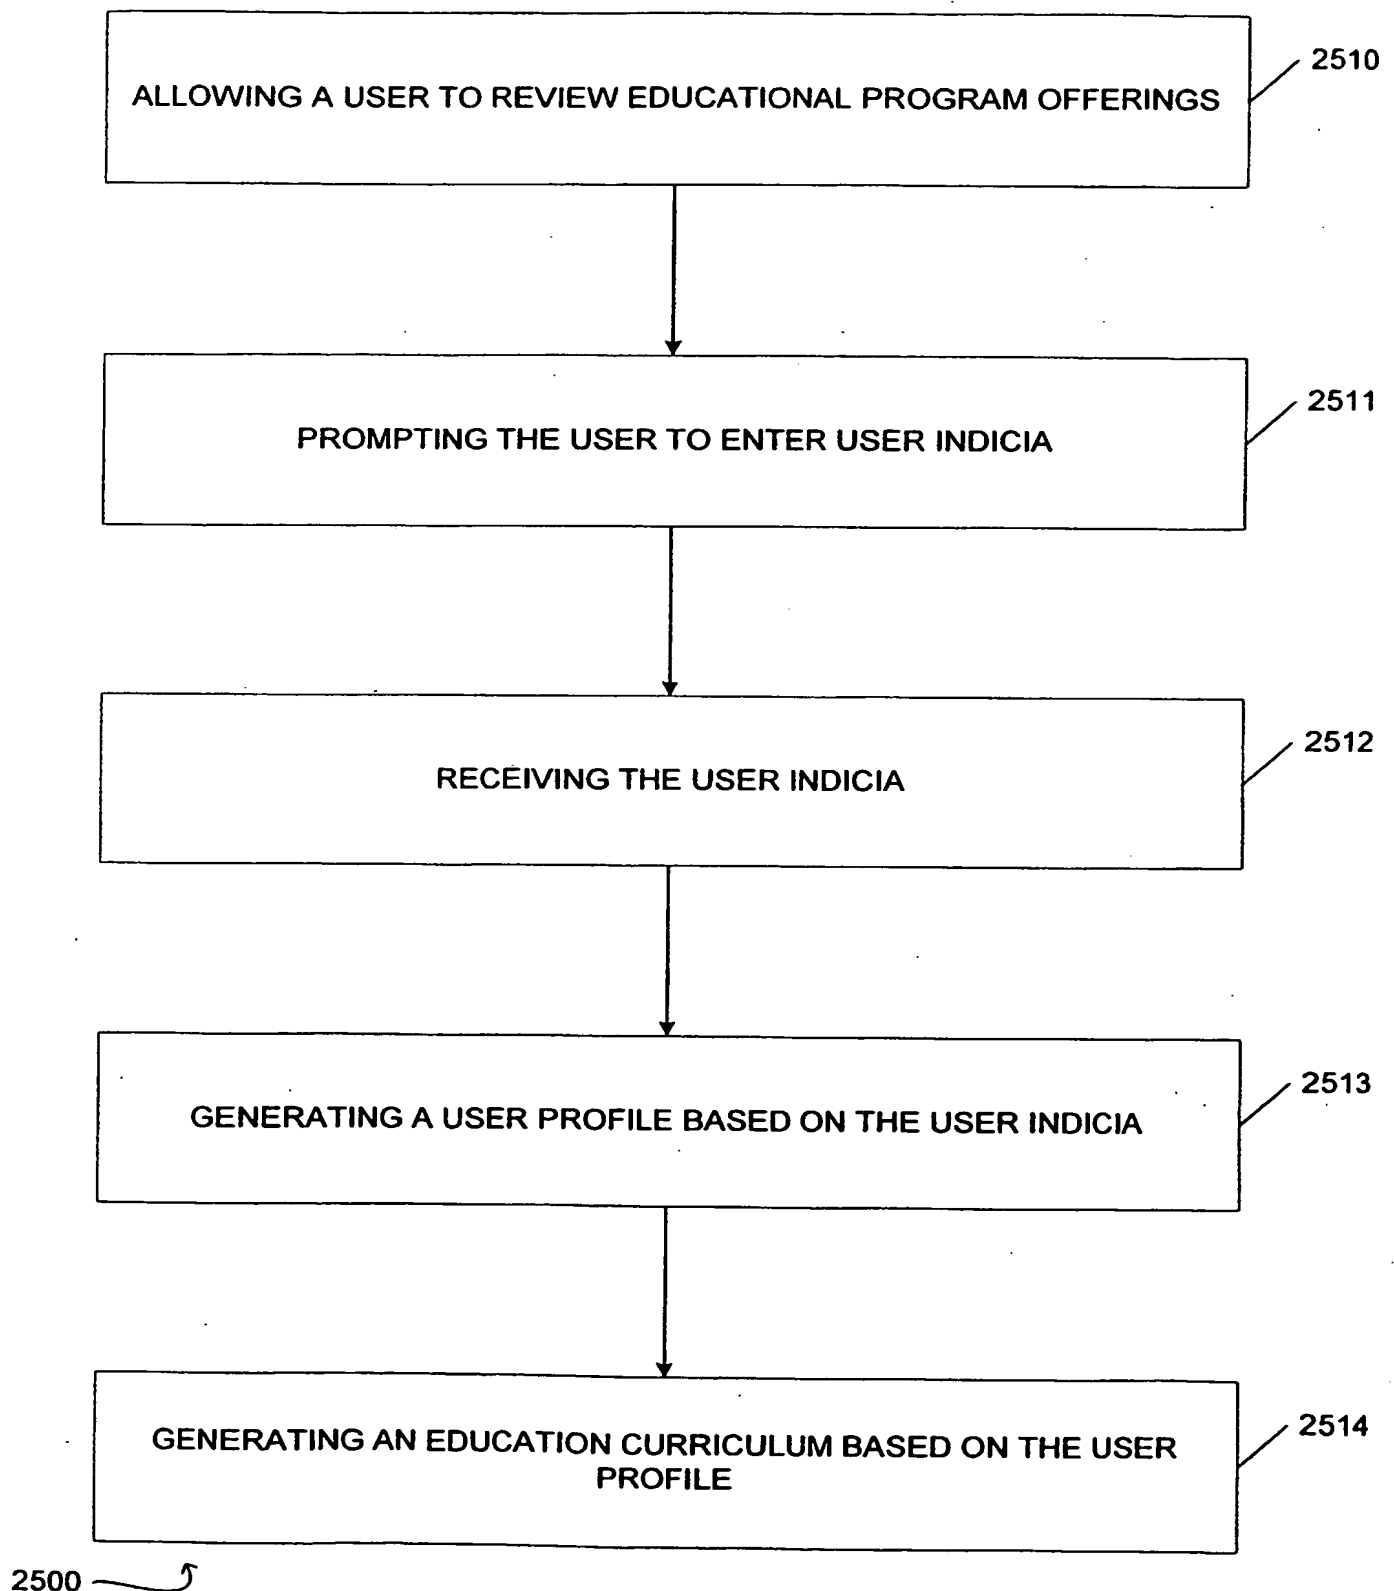 2510
ALLOWING A USER TO REVIEW EDUCATIONAL PROGRAM OFFERINGS
2511
PROMPTING THE USER TO ENTER USER INDICIA
2512
RECEIVING THE USER INDICIA
2513
GENERATING A USER PROFILE BASED ON THE USER INDICIA
2514
GENERATING AN EDUCATION CURRICULUM BASED ON THE USER
PROFILE
2500